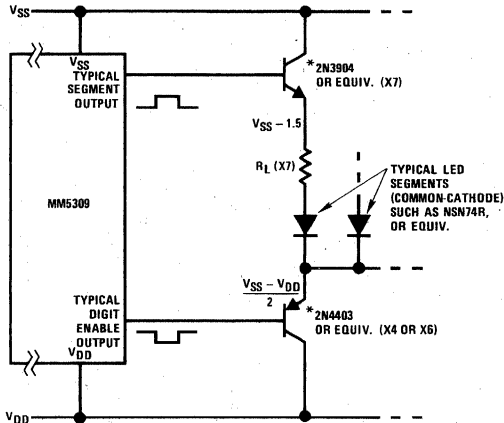 VSS
VSS
TYPICAL
SEGMENT
OUTPUT
* 2N3904
OR EQUIV. (X7)
VSS – 1.5
RL (X7)
TYPICAL LED
SEGMENTS
(COMMON-CATHODE)
SUCH AS NSN74R,
OR EQUIV.
MM5309
VSS – VDD
2
TYPICAL
DIGIT
ENABLE
OUTPUT
* 2N4403
OR EQUIV. (X4 OR X6)
VDD
VDD